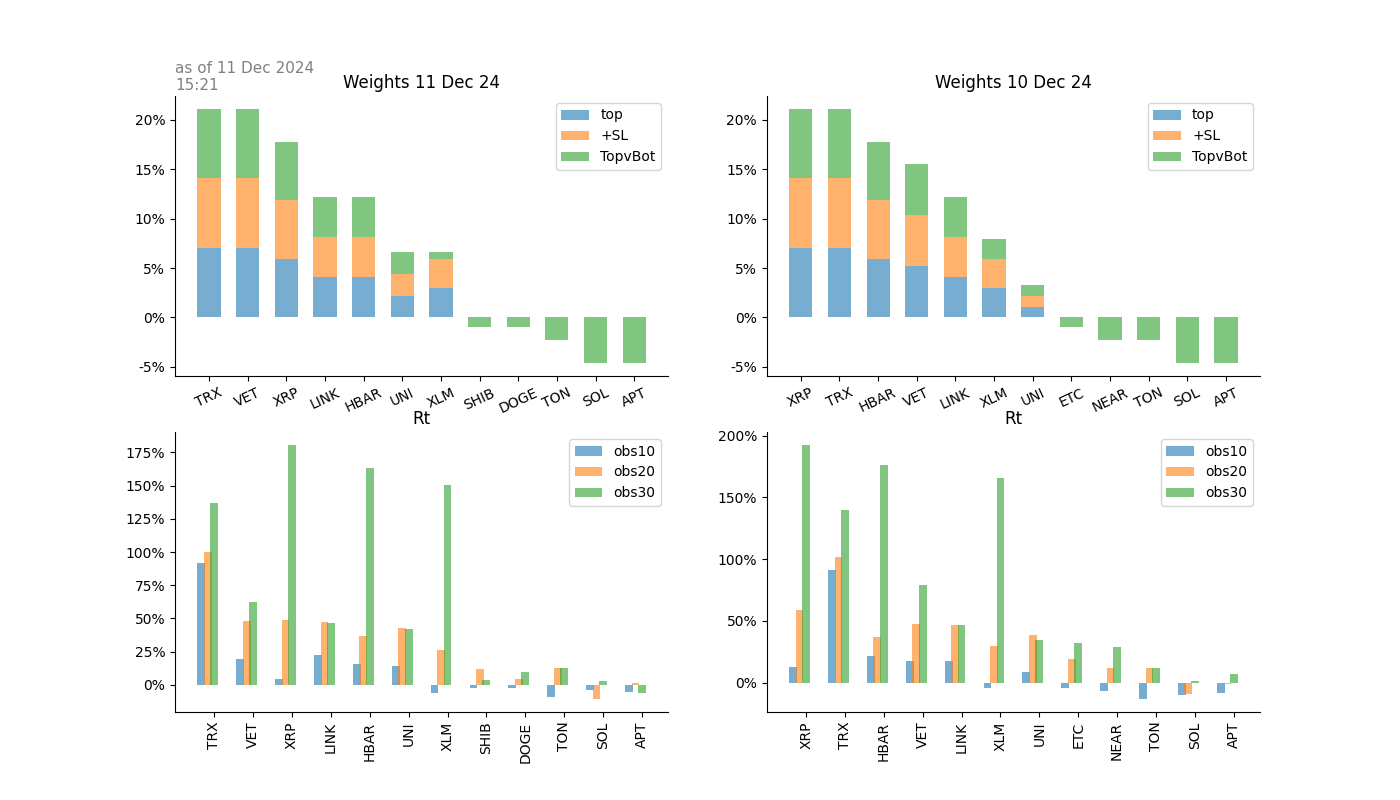 as of 11 Dec 2024
15:21
Weights 11 Dec 24
20%
15%
10%
5%
0%
-5%
top
+SL
TopvBot
TRX VET XRP LINK HBAR UNI XLM SHIB DOGE TON SOL APT
Weights 10 Dec 24
20%
15%
10%
5%
0%
-5%
top
+SL
TopvBot
XRP TRX HBAR VET LINK XLM UNI ETC NEAR TON SOL APT
Rt
175%
150%
125%
100%
75%
50%
25%
0%
obs10
obs20
obs30
TRX VET XRP LINK HBAR UNI XLM SHIB DOGE TON SOL APT
Rt
200%
150%
100%
50%
0%
obs10
obs20
obs30
XRP TRX HBAR VET LINK XLM UNI ETC NEAR TON SOL APT